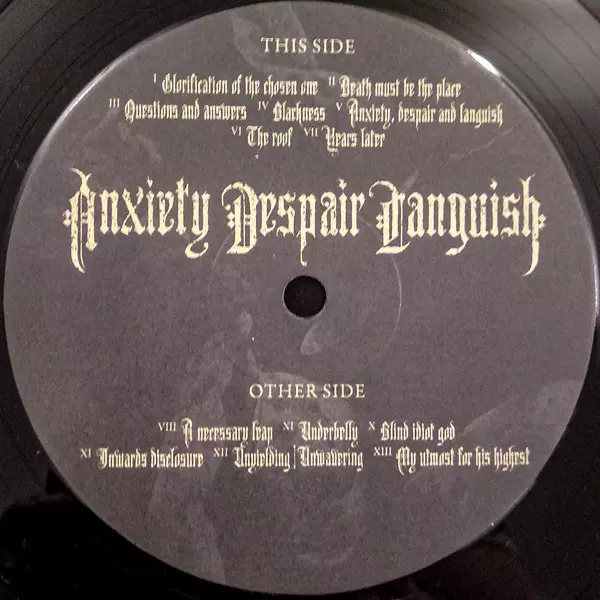 THIS SIDE
I Glorification of the chosen one II Death must be the place
III Questions and answers IV Blackness V Anxiety, despair and languish
VI The roof VII Years later
Anxiety Despair Languish
OTHER SIDE
VIII A necessary leap XI Underbelly X Blind idiot god
XI Inwards disclosure XII Unyielding | Unwavering XIII My utmost for his highest